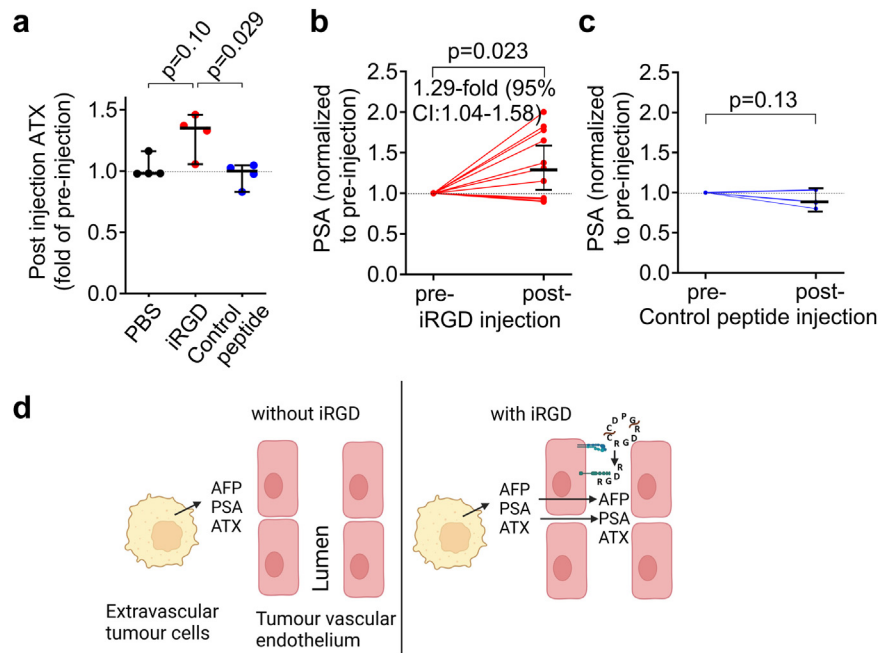 a
p=0.10
p=0.029
Post injection ATX
(fold of pre-injection)
1.5
1.0
0.5
0.0
PBS
iRGD
Control
peptide
b
p=0.023
1.29-fold (95%
CI:1.04-1.58)
PSA (normalized
to pre-injection)
2.5
2.0
1.5
1.0
0.5
0.0
pre-
post-
iRGD injection
c
p=0.13
PSA (normalized
to pre-injection)
2.5
2.0
1.5
1.0
0.5
0.0
pre-
post-
Control peptide injection
d
without iRGD
AFP
PSA
ATX
Lumen
Extravascular
tumour cells
Tumour vascular
endothelium
with iRGD
C C D P G R D G R
R G D R
AFP
PSA
ATX
AFP
PSA
ATX